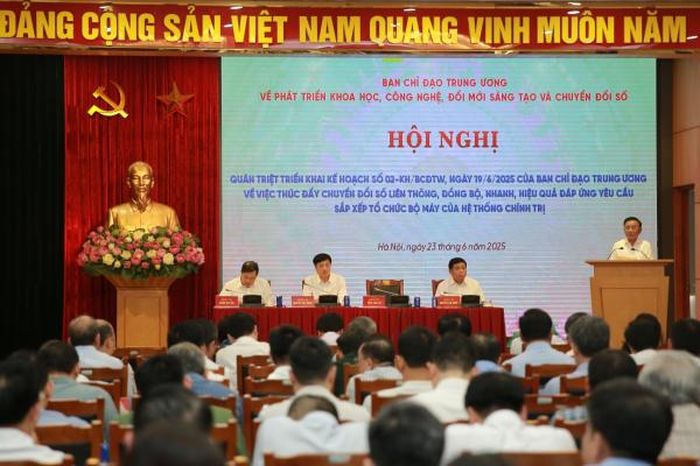 ĐẢNG CỘNG SẢN VIỆT NAM QUANG VINH MUÔN NĂM
BAN CHỈ ĐẠO TRUNG ƯƠNG
VỀ PHÁT TRIỂN KHOA HỌC, CÔNG NGHỆ, ĐỔI MỚI SÁNG TẠO VÀ CHUYỂN ĐỔI SỐ
HỘI NGHỊ
QUÁN TRIỆT TRIỂN KHAI KẾ HOẠCH SỐ 02-KH/BCĐTW, NGÀY 19/6/2025 CỦA BAN CHỈ ĐẠO TRUNG ƯƠNG
VỀ VIỆC THÚC ĐẨY CHUYỂN ĐỔI SỐ LIÊN THÔNG, ĐỒNG BỘ, NHANH, HIỆU QUẢ ĐÁP ỨNG YÊU CẦU
SẮP XẾP TỔ CHỨC BỘ MÁY CỦA HỆ THỐNG CHÍNH TRỊ
Hà Nội, ngày 23 tháng 6 năm 2025